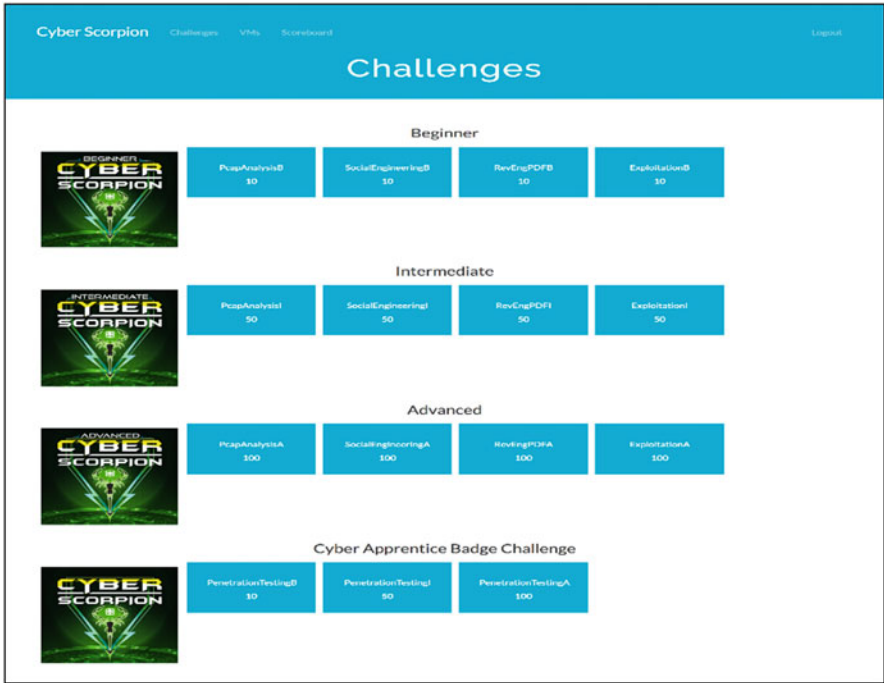 Cyber Scorpion Challenges VMs Scoreboard Logout
Challenges
Beginner
BEGINNER
CYBER
SCORPION
PcapAnalysisB
10
SocialEngineeringB
10
RevEngPDFB
10
ExploitationB
10
Intermediate
INTERMEDIATE
CYBER
SCORPION
PcapAnalysisI
50
SocialEngineeringI
50
RevEngPDFI
50
ExploitationI
50
Advanced
ADVANCED
CYBER
SCORPION
PcapAnalysisA
100
SocialEngineeringA
100
RevEngPDFA
100
ExploitationA
100
Cyber Apprentice Badge Challenge
CYBER
SCORPION
PenetrationTestingB
10
PenetrationTestingI
50
PenetrationTestingA
100